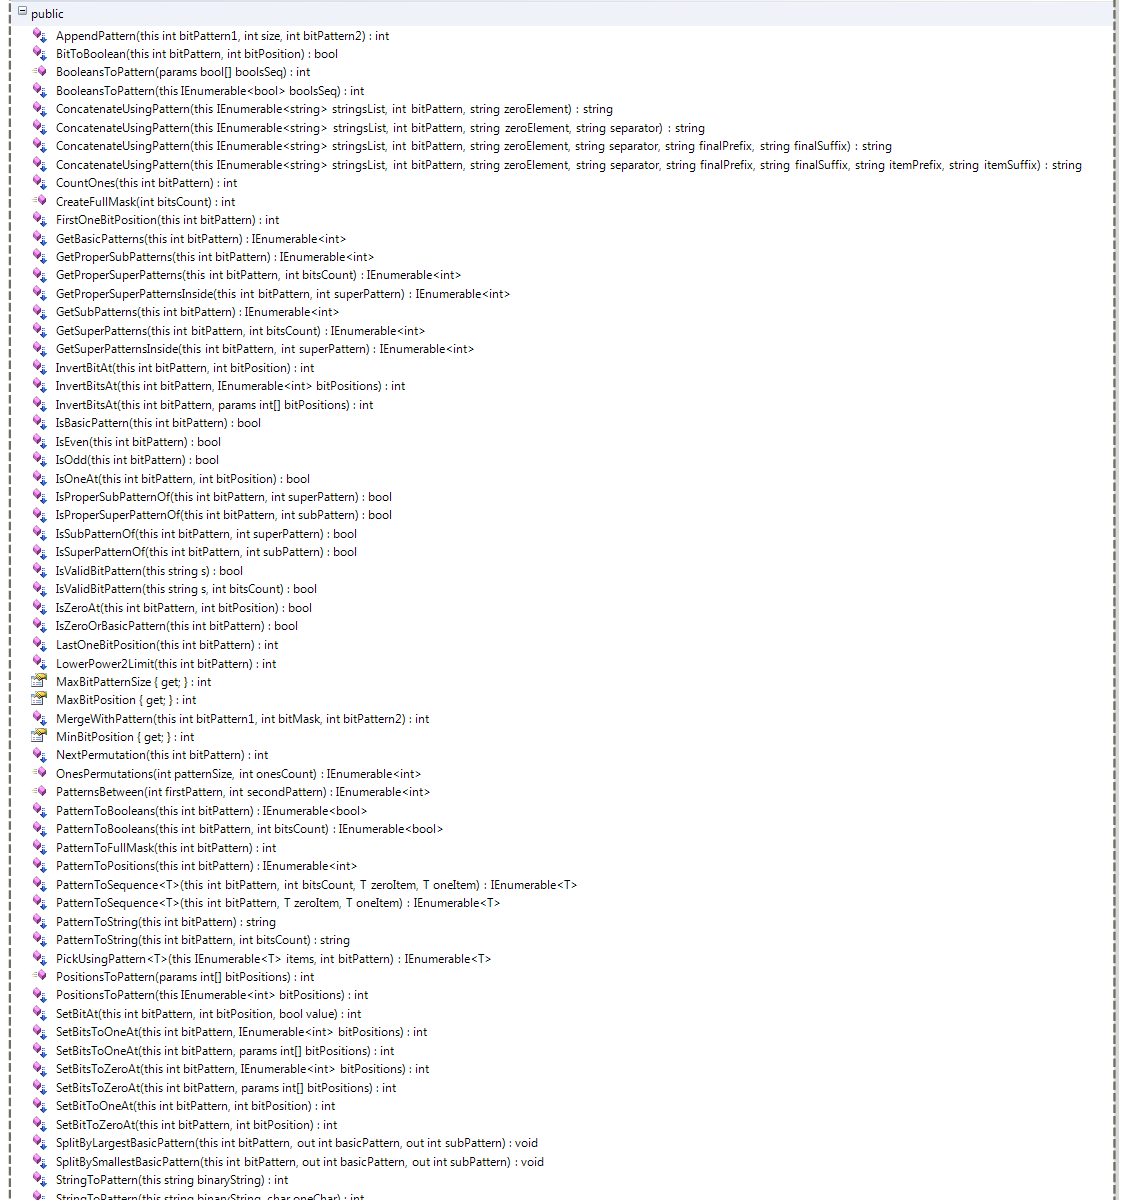 public
AppendPattern(this int bitPattern1, int size, int bitPattern2) : int
BitToBoolean(this int bitPattern, int bitPosition) : bool
BooleansToPattern(params bool[] boolsSeq) : int
BooleansToPattern(this IEnumerable<bool> boolsSeq) : int
ConcatenateUsingPattern(this IEnumerable<string> stringsList, int bitPattern, string zeroElement) : string
ConcatenateUsingPattern(this IEnumerable<string> stringsList, int bitPattern, string zeroElement, string separator) : string
ConcatenateUsingPattern(this IEnumerable<string> stringsList, int bitPattern, string zeroElement, string separator, string finalPrefix, string finalSuffix) : string
ConcatenateUsingPattern(this IEnumerable<string> stringsList, int bitPattern, string zeroElement, string separator, string finalPrefix, string finalSuffix, string itemPrefix, string itemSuffix) : string
CountOnes(this int bitPattern) : int
CreateFullMask(int bitsCount) : int
FirstOneBitPosition(this int bitPattern) : int
GetBasicPatterns(this int bitPattern) : IEnumerable<int>
GetProperSubPatterns(this int bitPattern) : IEnumerable<int>
GetProperSuperPatterns(this int bitPattern, int bitsCount) : IEnumerable<int>
GetProperSuperPatternsInside(this int bitPattern, int superPattern) : IEnumerable<int>
GetSubPatterns(this int bitPattern) : IEnumerable<int>
GetSuperPatterns(this int bitPattern, int bitsCount) : IEnumerable<int>
GetSuperPatternsInside(this int bitPattern, int superPattern) : IEnumerable<int>
InvertBitAt(this int bitPattern, int bitPosition) : int
InvertBitsAt(this int bitPattern, IEnumerable<int> bitPositions) : int
InvertBitsAt(this int bitPattern, params int[] bitPositions) : int
IsBasicPattern(this int bitPattern) : bool
IsEven(this int bitPattern) : bool
IsOdd(this int bitPattern) : bool
IsOneAt(this int bitPattern, int bitPosition) : bool
IsProperSubPatternOf(this int bitPattern, int superPattern) : bool
IsProperSuperPatternOf(this int bitPattern, int subPattern) : bool
IsSubPatternOf(this int bitPattern, int superPattern) : bool
IsSuperPatternOf(this int bitPattern, int subPattern) : bool
IsValidBitPattern(this string s) : bool
IsValidBitPattern(this string s, int bitsCount) : bool
IsZeroAt(this int bitPattern, int bitPosition) : bool
IsZeroOrBasicPattern(this int bitPattern) : bool
LastOneBitPosition(this int bitPattern) : int
LowerPower2Limit(this int bitPattern) : int
MaxBitPatternSize { get; } : int
MaxBitPosition { get; } : int
MergeWithPattern(this int bitPattern1, int bitMask, int bitPattern2) : int
MinBitPosition { get; } : int
NextPermutation(this int bitPattern) : int
OnesPermutations(int patternSize, int onesCount) : IEnumerable<int>
PatternsBetween(int firstPattern, int secondPattern) : IEnumerable<int>
PatternToBooleans(this int bitPattern) : IEnumerable<bool>
PatternToBooleans(this int bitPattern, int bitsCount) : IEnumerable<bool>
PatternToFullMask(this int bitPattern) : int
PatternToPositions(this int bitPattern) : IEnumerable<int>
PatternToSequence<T>(this int bitPattern, int bitsCount, T zeroItem, T oneItem) : IEnumerable<T>
PatternToSequence<T>(this int bitPattern, T zeroItem, T oneItem) : IEnumerable<T>
PatternToString(this int bitPattern) : string
PatternToString(this int bitPattern, int bitsCount) : string
PickUsingPattern<T>(this IEnumerable<T> items, int bitPattern) : IEnumerable<T>
PositionsToPattern(params int[] bitPositions) : int
PositionsToPattern(this IEnumerable<int> bitPositions) : int
SetBitAt(this int bitPattern, int bitPosition, bool value) : int
SetBitsToOneAt(this int bitPattern, IEnumerable<int> bitPositions) : int
SetBitsToOneAt(this int bitPattern, params int[] bitPositions) : int
SetBitsToZeroAt(this int bitPattern, IEnumerable<int> bitPositions) : int
SetBitsToZeroAt(this int bitPattern, params int[] bitPositions) : int
SetBitToOneAt(this int bitPattern, int bitPosition) : int
SetBitToZeroAt(this int bitPattern, int bitPosition) : int
SplitByLargestBasicPattern(this int bitPattern, out int basicPattern, out int subPattern) : void
SplitBySmallestBasicPattern(this int bitPattern, out int basicPattern, out int subPattern) : void
StringToPattern(this string binaryString) : int
StringToPattern(this string binaryString, char oneChar) : int